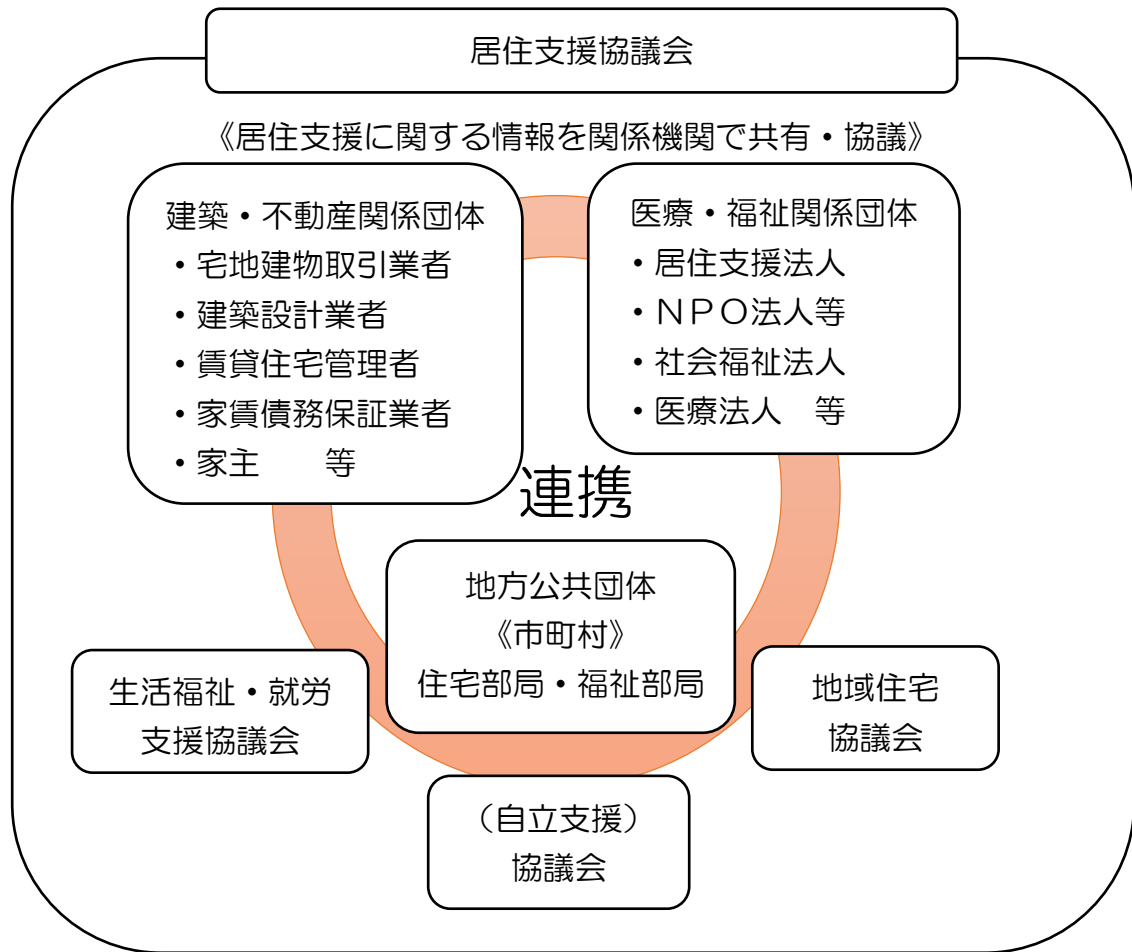 居住支援協議会
《居住支援に関する情報を関係機関で共有・協議》
建築・不動産関係団体
・宅地建物取引業者
・建築設計業者
・賃貸住宅管理者
・家賃債務保証業者
・家主　　等
医療・福祉関係団体
・居住支援法人
・ＮＰＯ法人等
・社会福祉法人
・医療法人　等
連携
地方公共団体
《市町村》
住宅部局・福祉部局
生活福祉・就労
支援協議会
地域住宅
協議会
（自立支援）
協議会